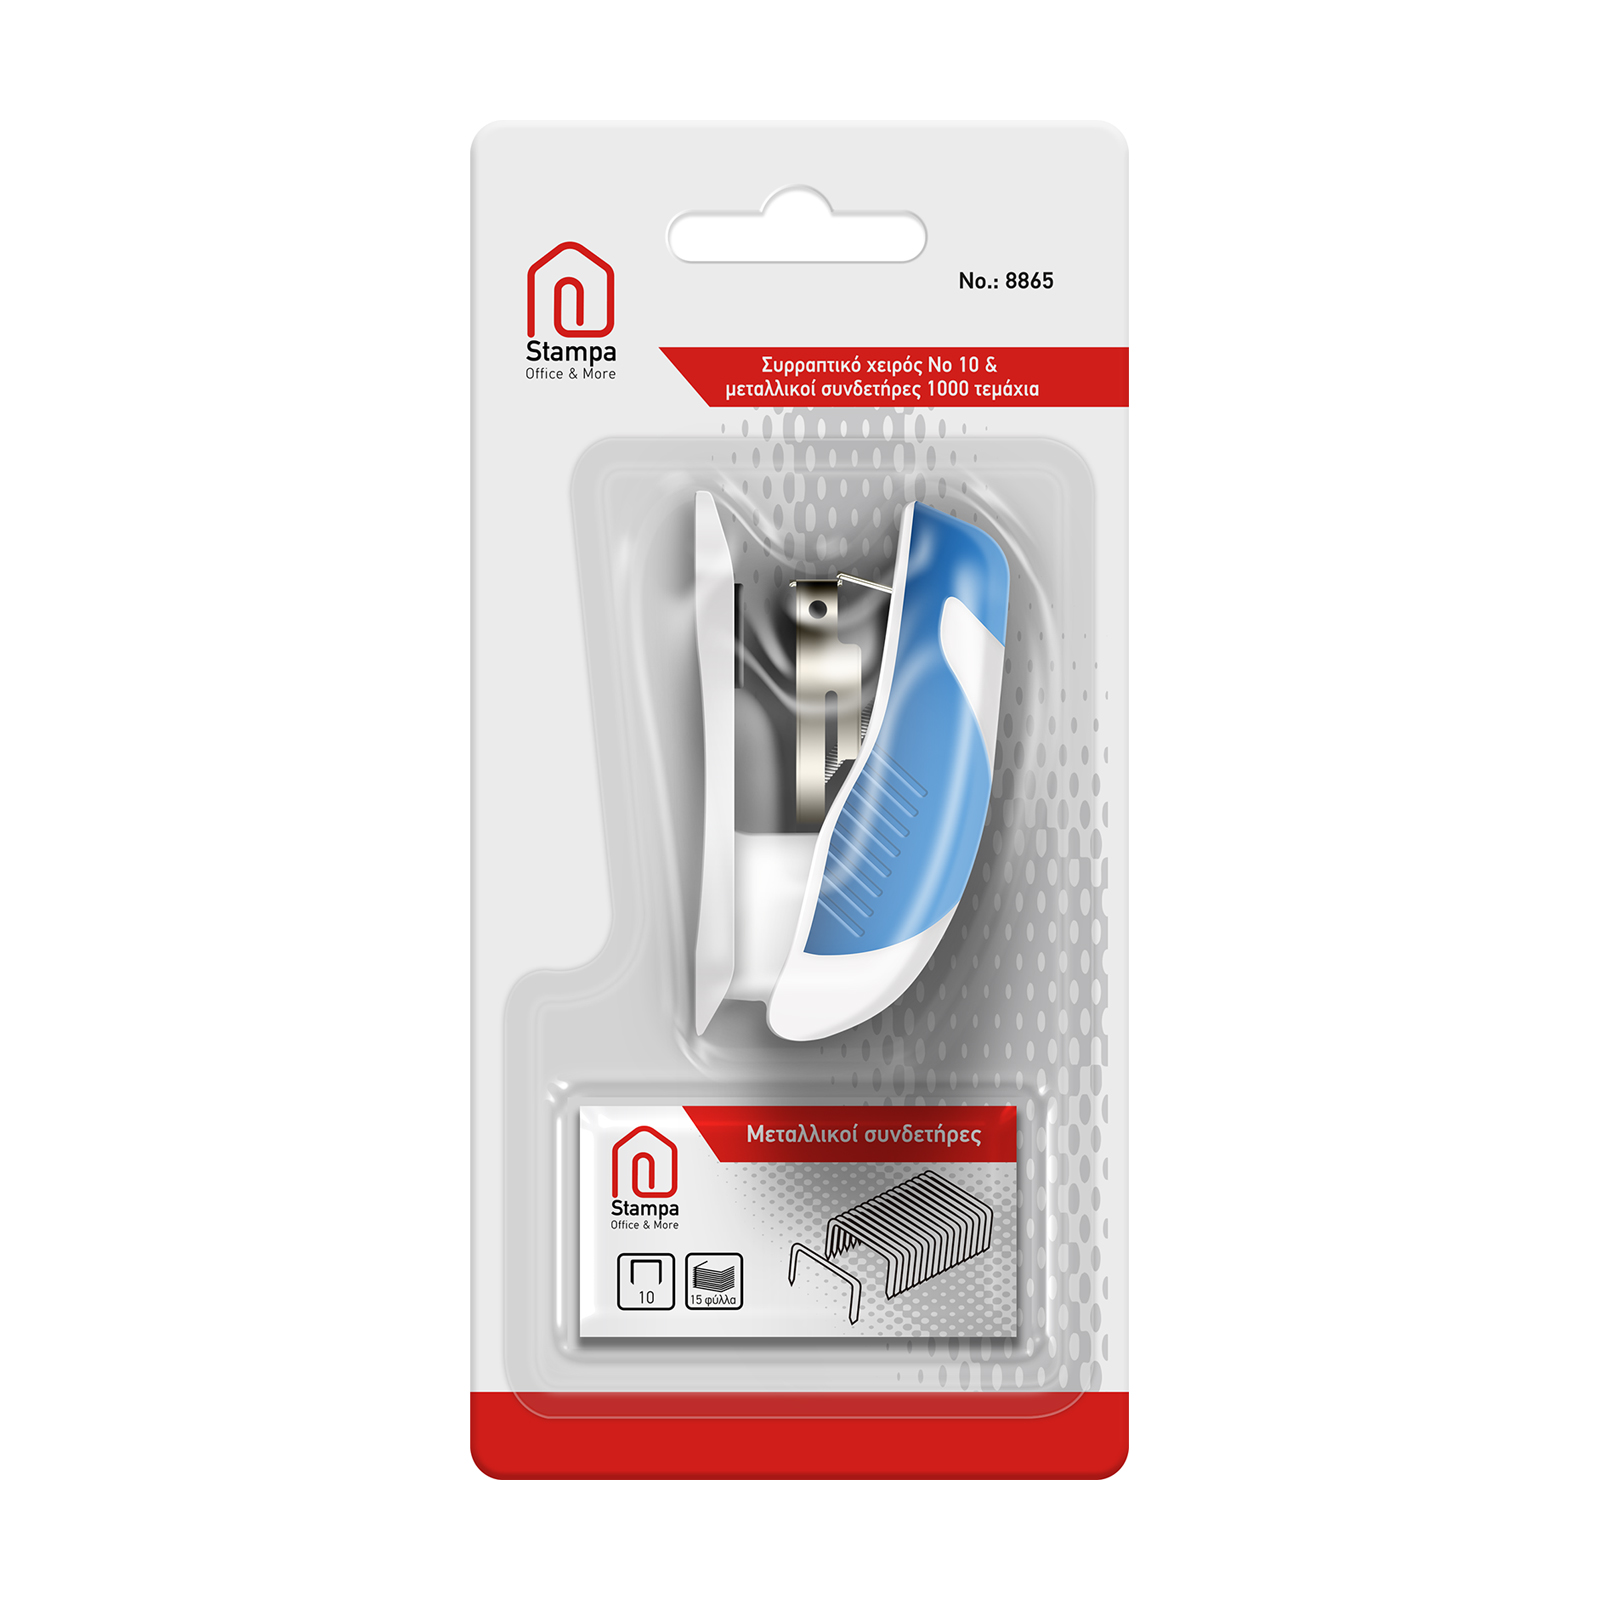 Stampa
Office & More
No.: 8865
Συρραπτικό χειρός Νο 10 &
μεταλλικοί συνδετήρες 1000 τεμάχια
Μεταλλικοί συνδετήρες
Stampa
Office & More
10
15 φύλλα